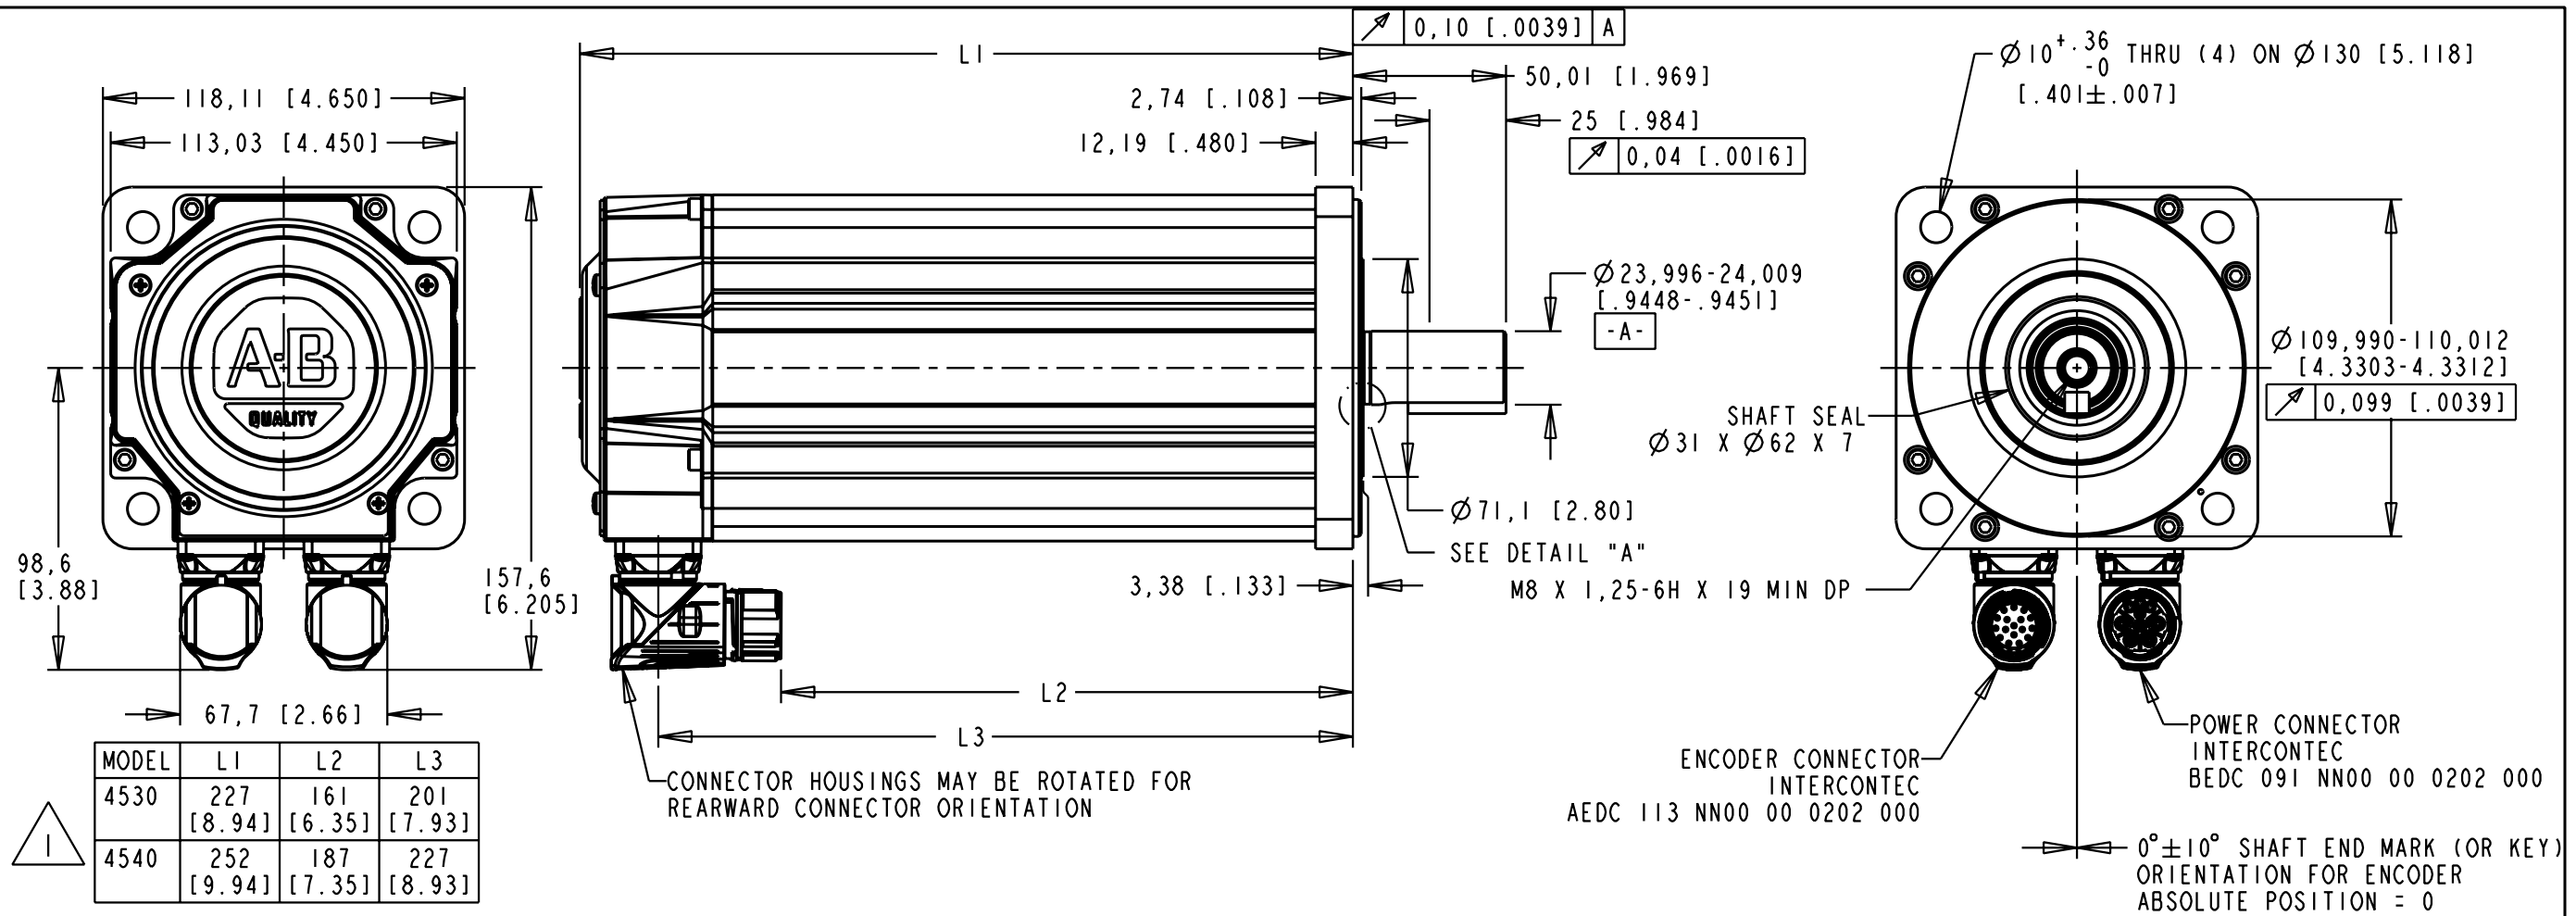 118,11 [4.650]
113,03 [4.450]
A-B
QUALITY
98,6
[3.88]
157,6
[6.205]
67,7 [2.66]
MODEL L1 L2 L3
4530 227 161 201
[8.94] [6.35] [7.93]
4540 252 187 227
[9.94] [7.35] [8.93]
1
L1
0,10 [.0039] A
50,01 [1.969]
2,74 [.108]
25 [.984]
12,19 [.480]
0,04 [.0016]
Ø23,996-24,009
[.9448-.9451]
-A-
Ø71,1 [2.80]
SEE DETAIL "A"
3,38 [.133]
L2
L3
CONNECTOR HOUSINGS MAY BE ROTATED FOR
REARWARD CONNECTOR ORIENTATION
Ø10 +.36 -0 THRU (4) ON Ø130 [5.118]
[.401±.007]
Ø109,990-110,012
[4.3303-4.3312]
0,099 [.0039]
SHAFT SEAL
Ø31 X Ø62 X 7
M8 X 1,25-6H X 19 MIN DP
ENCODER CONNECTOR
INTERCONTEC
AEDC 113 NN00 00 0202 000
POWER CONNECTOR
INTERCONTEC
BEDC 091 NN00 00 0202 000
0°±10° SHAFT END MARK (OR KEY)
ORIENTATION FOR ENCODER
ABSOLUTE POSITION = 0